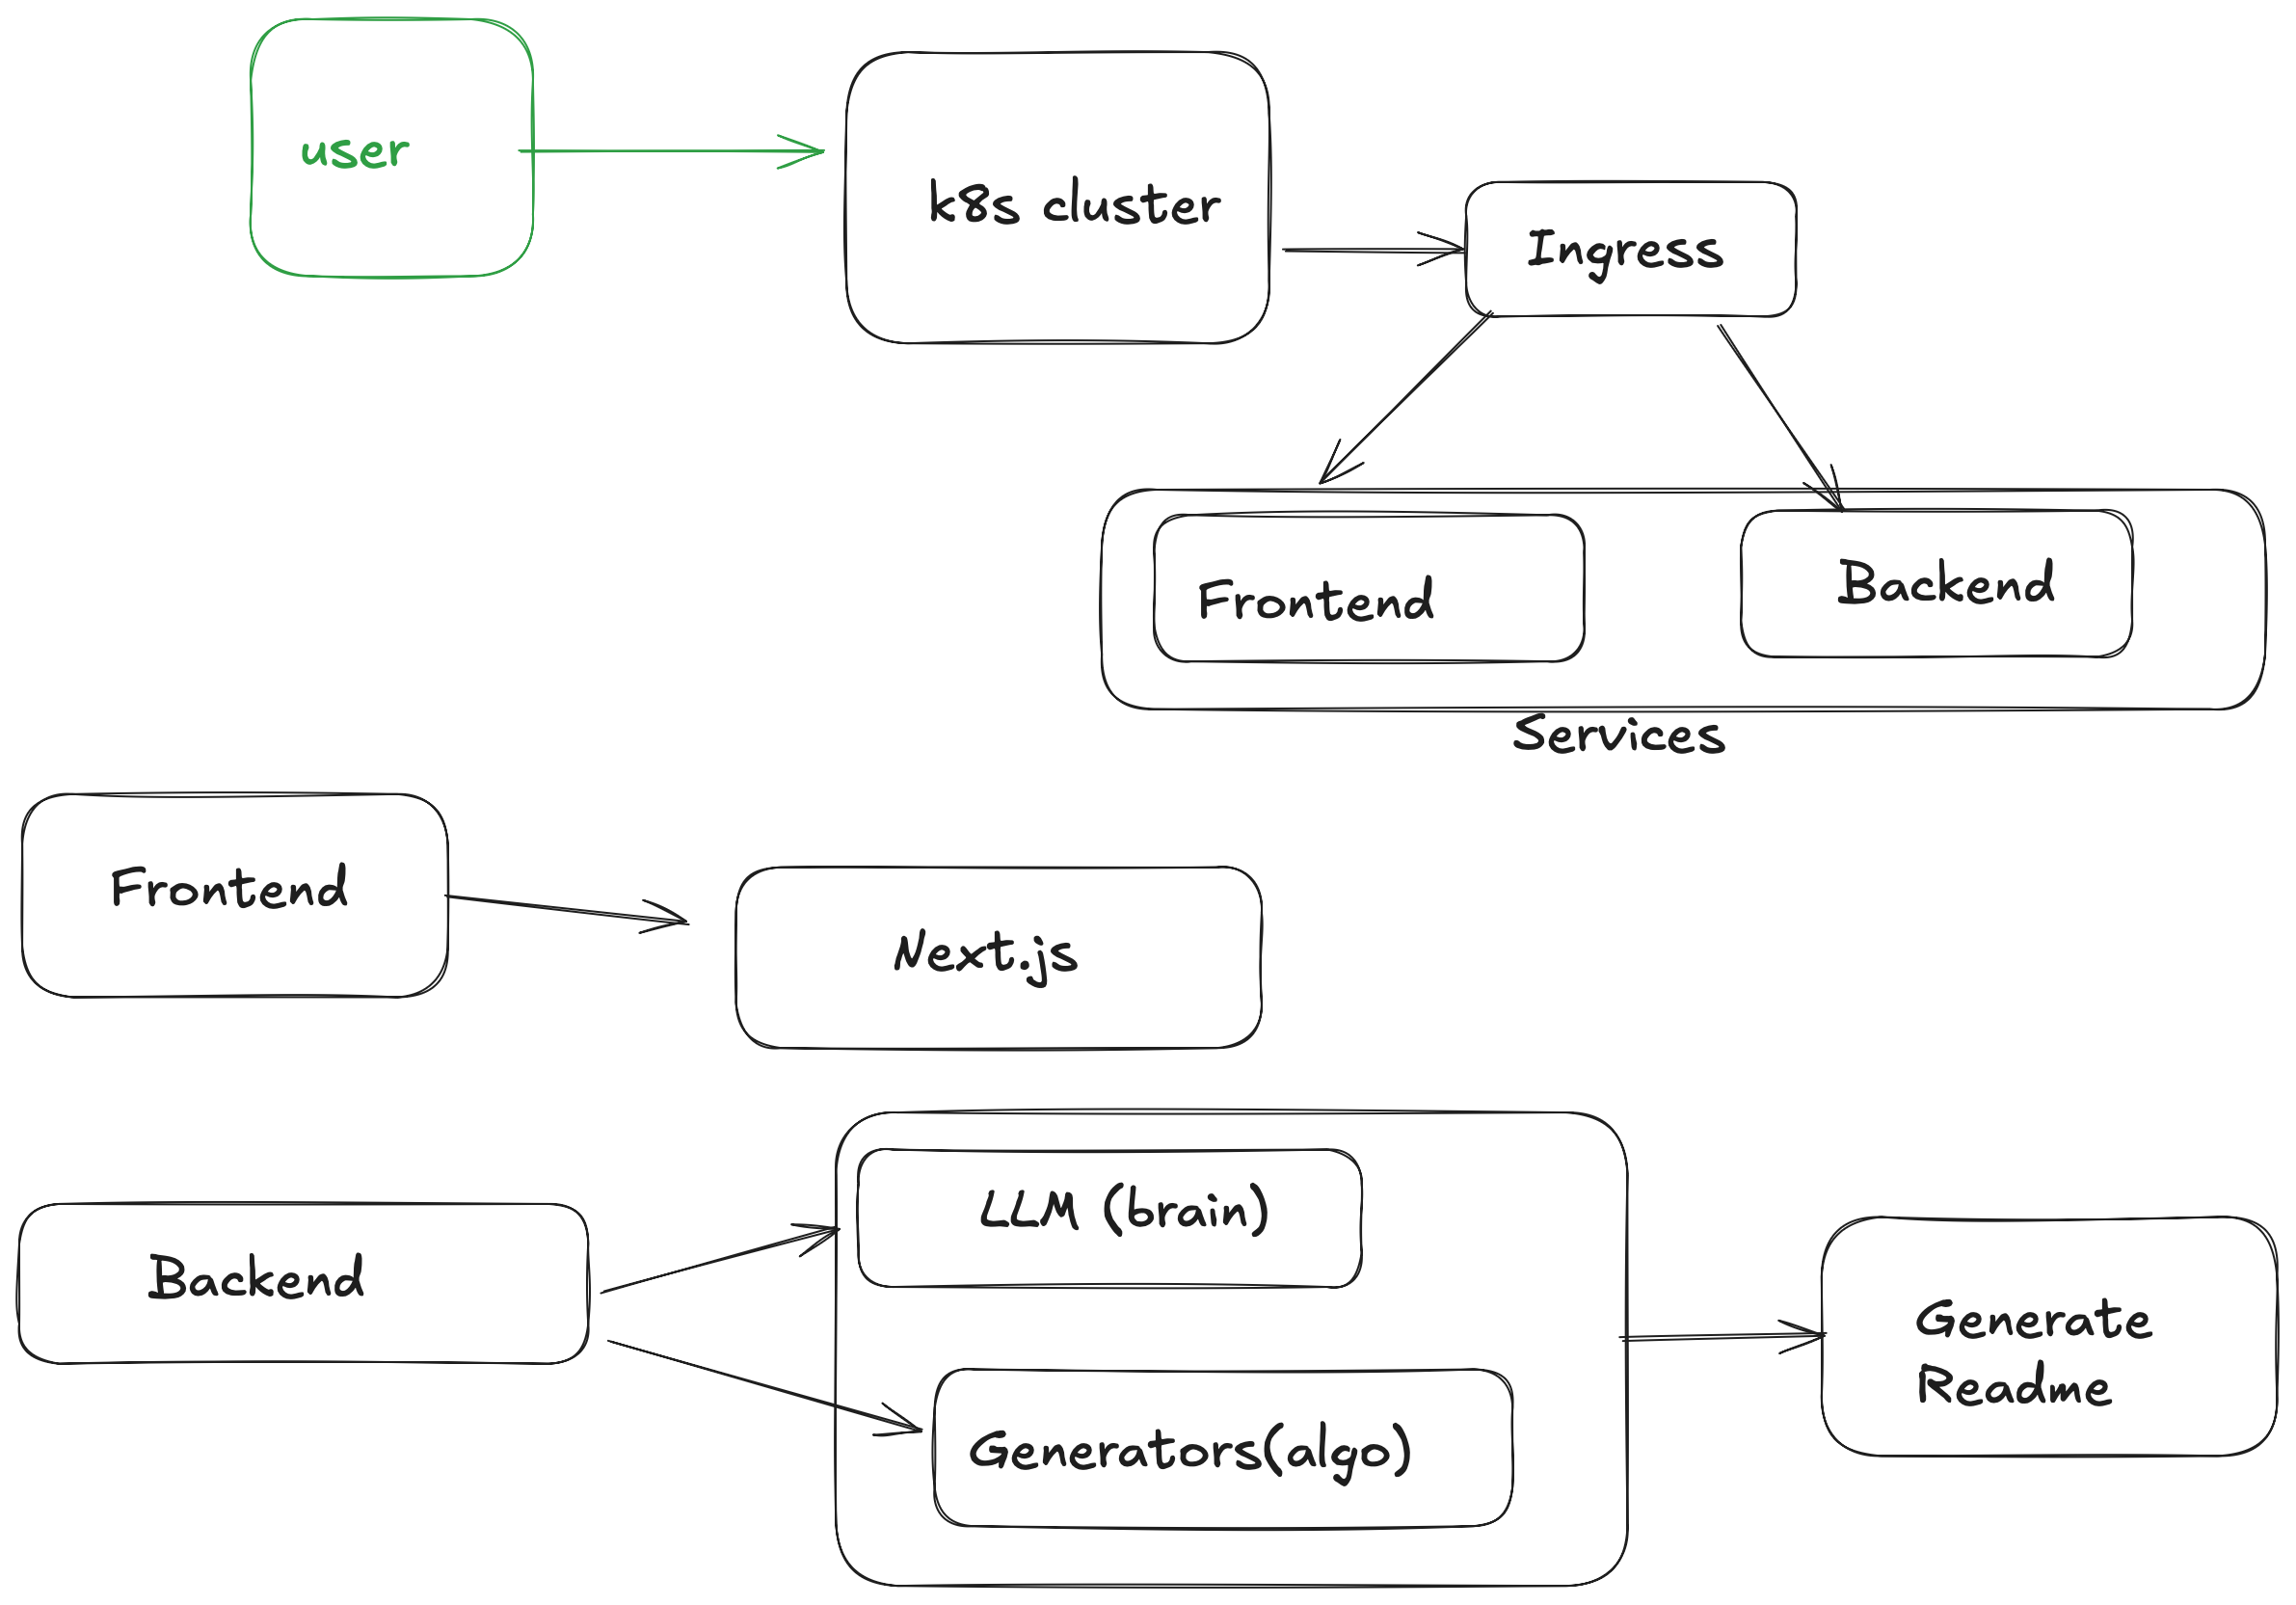 user
k8s cluster
Ingress
Frontend
Backend
Services
Frontend
Next.js
LLM (brain)
Backend
Generate
Readme
Generators(algo)